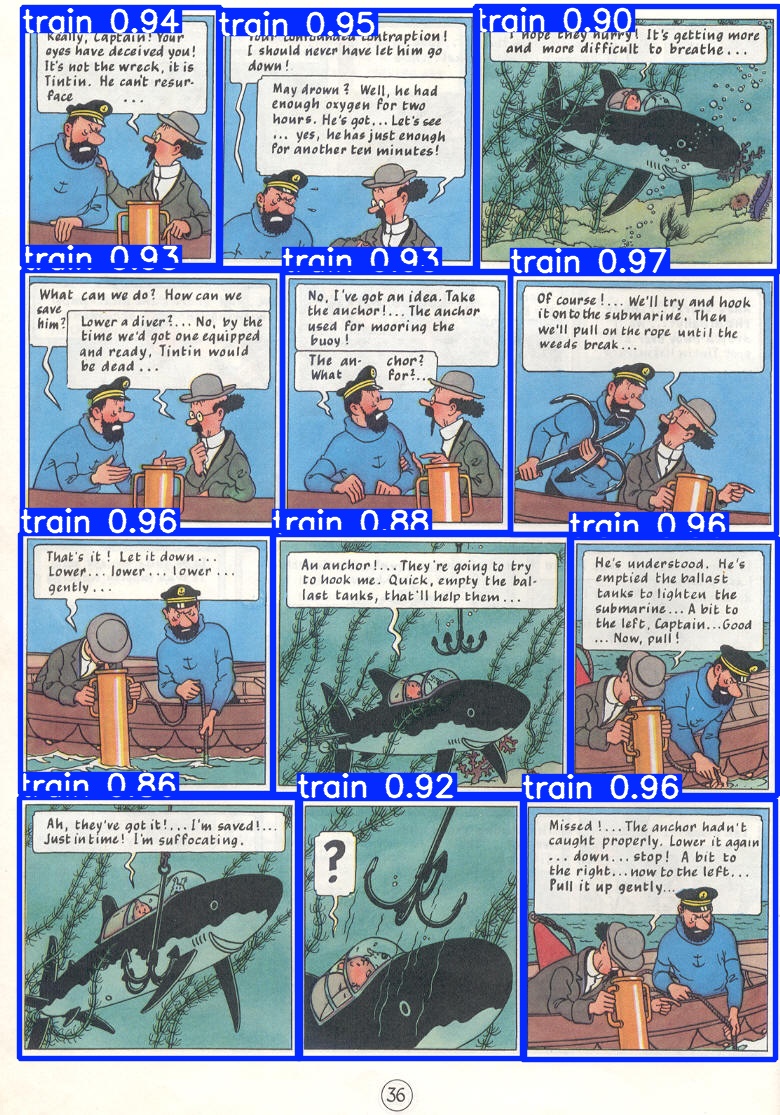 train 0.94
Really, Captain! Your
eyes have deceived you!
It's not the wreck, it is
Tintin. He can't resur-
face ...
train 0.95
Your confounded contraption!
I should never have let him go
down!
May drown? Well, he had
enough oxygen for two
hours. He's got... Let's see
... yes, he has just enough
for another ten minutes!
train 0.90
I hope they hurry! It's getting more
and more difficult to breathe...
train 0.93
What can we do? How can we
save
him?
Lower a diver?... No, by the
time we'd got one equipped
and ready, Tintin would
be dead...
train 0.93
No, I've got an idea. Take
the anchor!... The anchor
used for mooring the
buoy!
The an- chor?
What for?...
train 0.97
Of course!... We'll try and hook
it onto the submarine. Then
we'll pull on the rope until the
weeds break...
train 0.96
That's it! Let it down...
Lower... lower... lower...
gently...
train 0.88
An anchor!... They're going to try
to hook me. Quick, empty the bal-
last tanks, that'll help them...
train 0.96
He's understood. He's
emptied the ballast
tanks to lighten the
submarine... A bit to
the left, Captain... Good
... Now, pull!
train 0.86
Ah, they've got it!... I'm saved!...
Just in time! I'm suffocating.
train 0.92
?
train 0.96
Missed!... The anchor hadn't
caught properly. Lower it again
... down... stop! A bit to
the right... now to the left...
Pull it up gently...
36